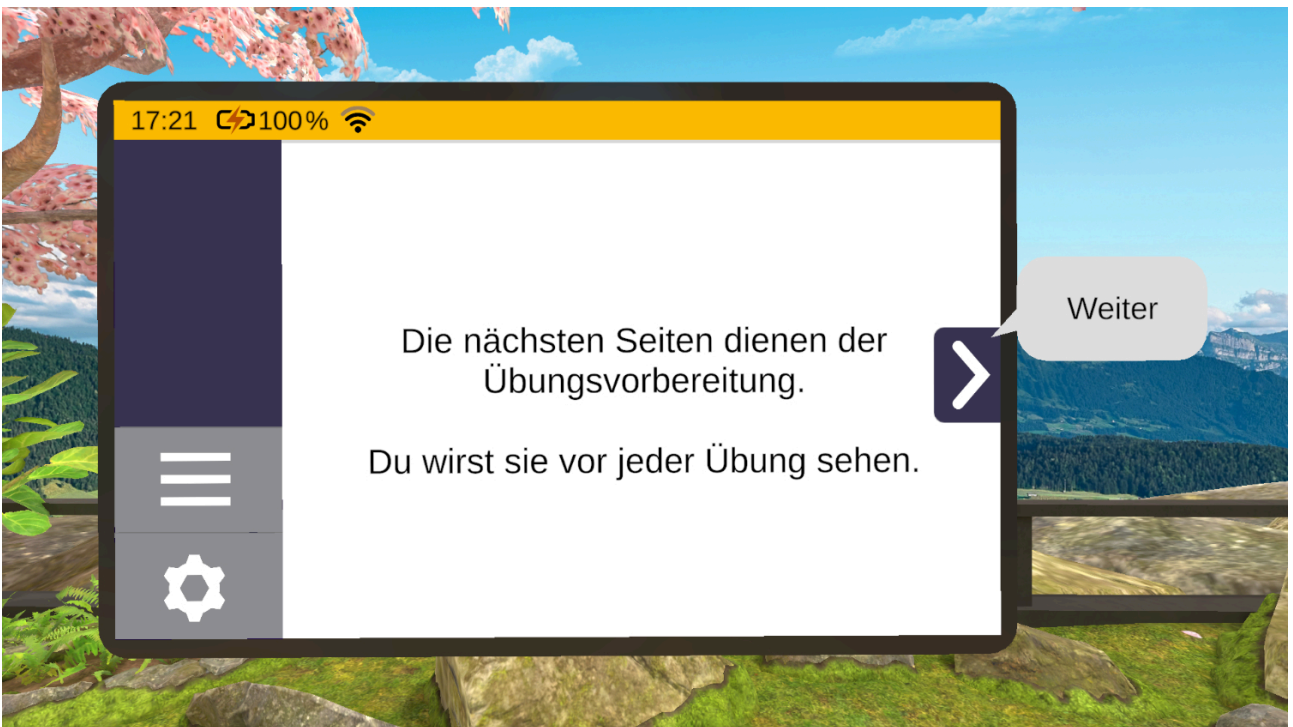 17:21 100%
Die nächsten Seiten dienen der
Übungsvorbereitung.
Du wirst sie vor jeder Übung sehen.
Weiter